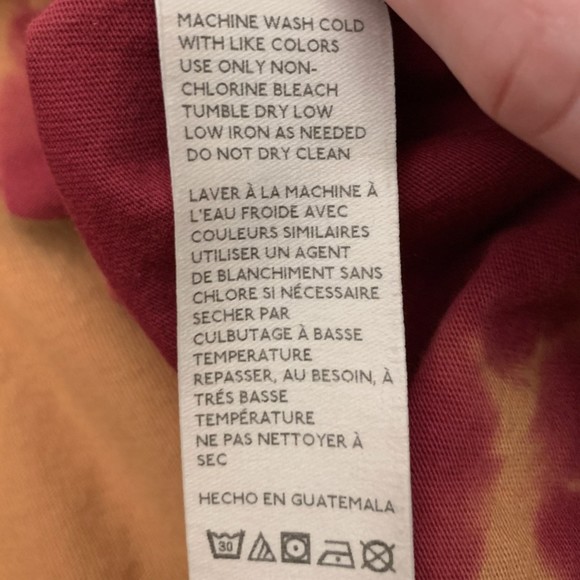 MACHINE WASH COLD
WITH LIKE COLORS
USE ONLY NON-
CHLORINE BLEACH
TUMBLE DRY LOW
LOW IRON AS NEEDED
DO NOT DRY CLEAN
LAVER À LA MACHINE À
L'EAU FROIDE AVEC
COULEURS SIMILAIRES
UTILISER UN AGENT
DE BLANCHIMENT SANS
CHLORE SI NÉCESSAIRE
SECHER PAR
CULBUTAGE À BASSE
TEMPERATURE
REPASSER, AU BESOIN, À
TRÉS BASSE
TEMPÉRATURE
NE PAS NETTOYER À
SEC
HECHO EN GUATEMALA
30